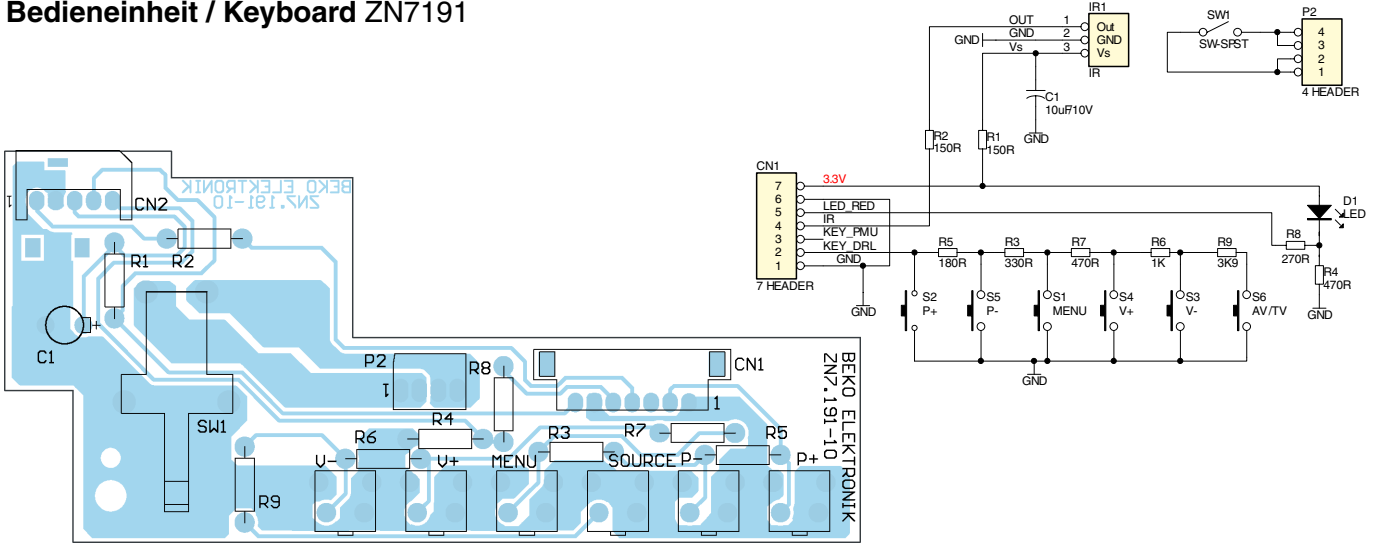 Bedieneinheit / Keyboard ZN7191
IR1
OUT 1 Out
GND GND 2 GND
Vs 3 Vs
IR
C1
10uF/10V
GND
R2
150R
R1
150R
SW1
SW-SPST
P2
4
3
2
1
4 HEADER
CN1
7 3.3V
6
5 LED_RED
4 IR
3 KEY_PMU
2 KEY_DRL
1 GND
7 HEADER
GND
R5
180R
R3
330R
R7
470R
R6
1K
R9
3K9
R8
270R
D1
LED
R4
470R
GND
S2
P+
S5
P-
S1
MENU
S4
V+
S3
V-
S6
AV/TV
GND
1
CN2
BEKO ELEKTRONIK
ZN7.191-10
R1 R2
C1 +
SW1
P2
1
R8
CN1
1
R4
R6
R3
R7
R5
V- V+ MENU SOURCE P- P+
R9
BEKO ELEKTRONIK
ZN7.191-10